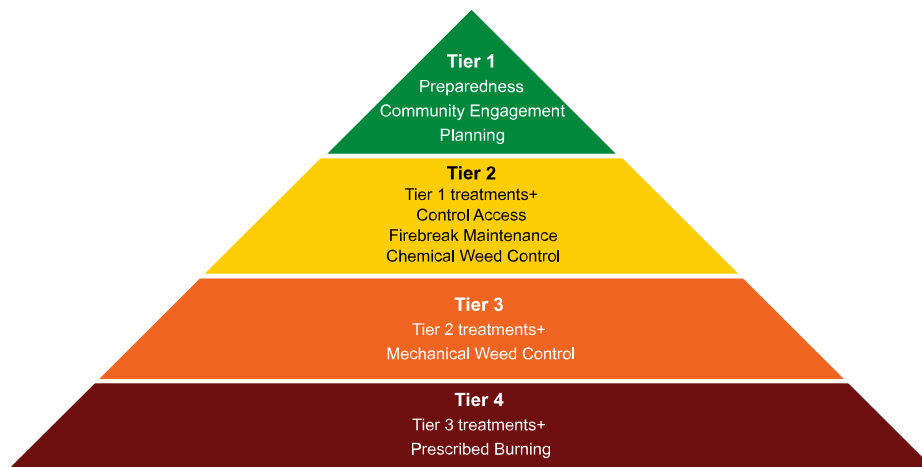 Tier 1
Preparedness
Community Engagement
Planning
Tier 2
Tier 1 treatments+
Control Access
Firebreak Maintenance
Chemical Weed Control
Tier 3
Tier 2 treatments+
Mechanical Weed Control
Tier 4
Tier 3 treatments+
Prescribed Burning